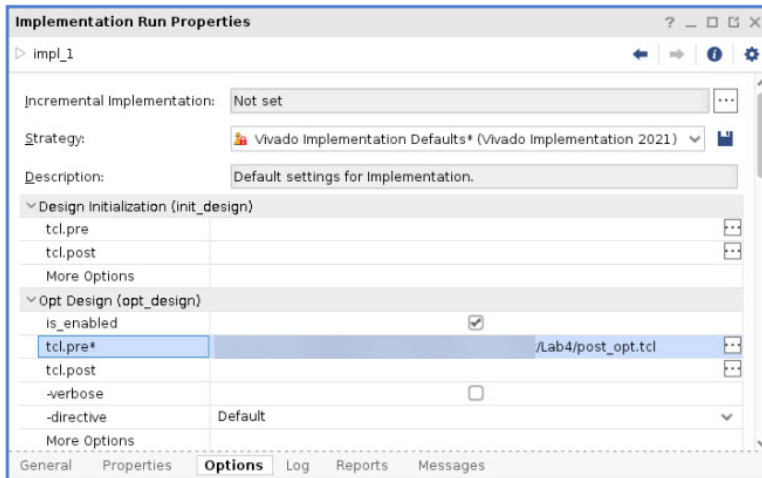 Implementation Run Properties
impl_1
Incremental Implementation: Not set
Strategy: Vivado Implementation Defaults* (Vivado Implementation 2021)
Description: Default settings for Implementation.
Design Initialization (init_design)
tcl.pre
tcl.post
More Options
Opt Design (opt_design)
is_enabled
tcl.pre* /Lab4/post_opt.tcl
tcl.post
-verbose
-directive Default
More Options
General Properties Options Log Reports Messages